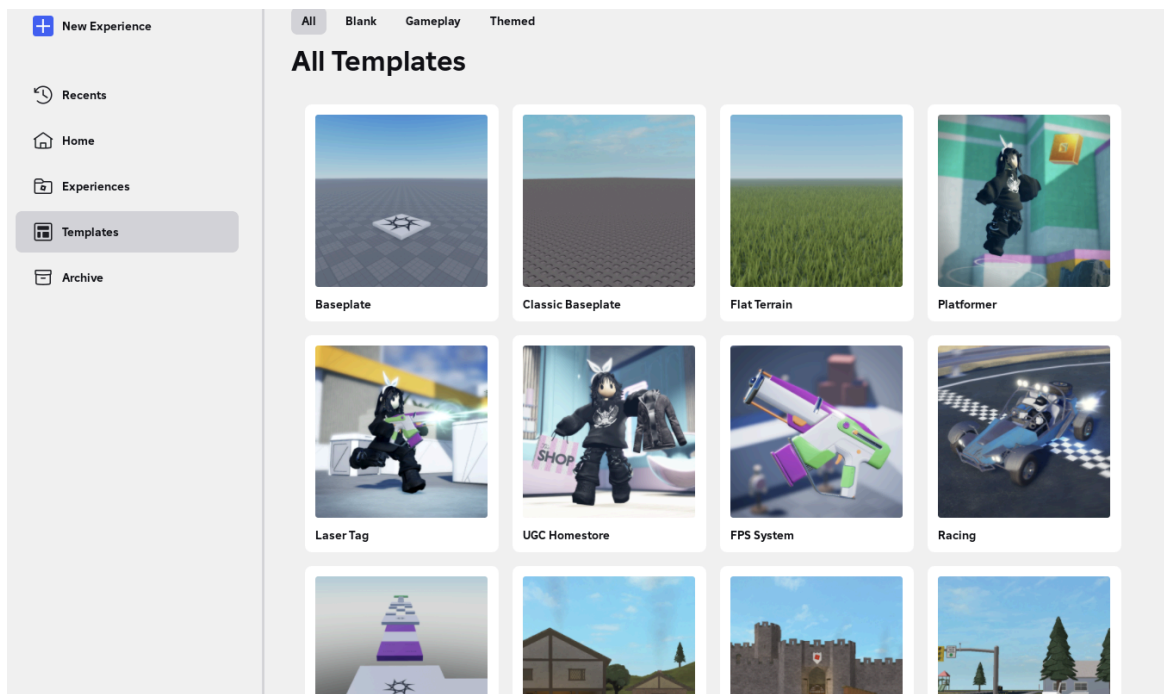 New Experience
Recents
Home
Experiences
Templates
Archive
All Blank Gameplay Themed
All Templates
Baseplate Classic Baseplate Flat Terrain Platformer
SHOP
Laser Tag UGC Homestore FPS System Racing